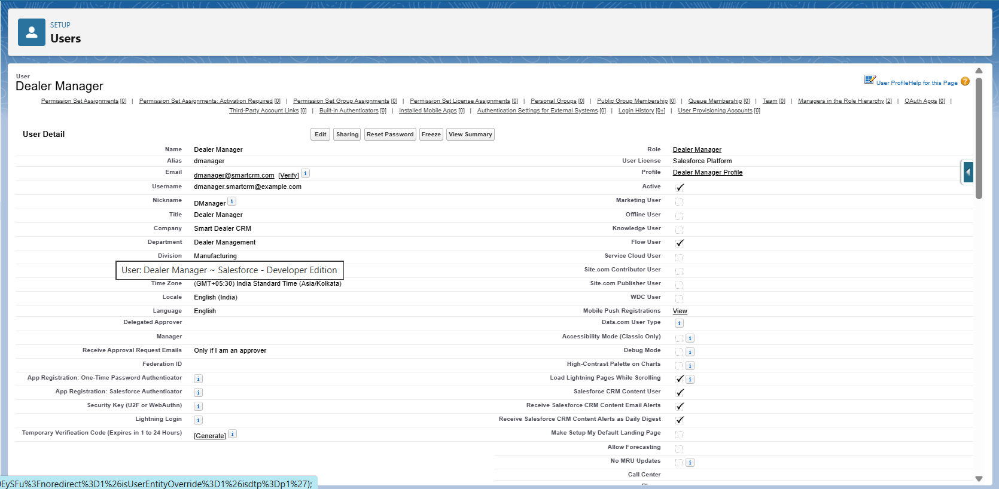 SETUP
Users
User
Dealer Manager
User Profile Help for this Page
Permission Set Assignments [0] | Permission Set Assignments: Activation Required [0] | Permission Set Group Assignments [0] | Permission Set License Assignments [0] | Personal Groups [0] | Public Group Membership [0] | Queue Membership [0] | Team [0] | Managers in the Role Hierarchy [2] | OAuth Apps [0] |
Third-Party Account Links [0] | Built-in Authenticators [0] | Installed Mobile Apps [0] | Authentication Settings for External Systems [0] | Login History [0+] | User Provisioning Accounts [0]
User Detail
Edit Sharing Reset Password Freeze View Summary
Name Dealer Manager
Alias dmanager
Email dmanager@smartcrm.com [Verify] i
Username dmanager.smartcrm@example.com
Nickname DManager i
Title Dealer Manager
Company Smart Dealer CRM
Department Dealer Management
Division Manufacturing
User: Dealer Manager ~ Salesforce - Developer Edition
Time Zone (GMT+05:30) India Standard Time (Asia/Kolkata)
Locale English (India)
Language English
Delegated Approver
Manager
Receive Approval Request Emails Only if I am an approver
Federation ID
App Registration: One-Time Password Authenticator i
App Registration: Salesforce Authenticator i
Security Key (U2F or WebAuthn) i
Lightning Login i
Temporary Verification Code (Expires in 1 to 24 Hours) [Generate] i
Role Dealer Manager
User License Salesforce Platform
Profile Dealer Manager Profile
Active
Marketing User
Offline User
Knowledge User
Flow User
Service Cloud User
Site.com Contributor User
Site.com Publisher User
WDC User
Mobile Push Registrations View
Data.com User Type i
Accessibility Mode (Classic Only) i
Debug Mode i
High-Contrast Palette on Charts i
Load Lightning Pages While Scrolling i
Salesforce CRM Content User
Receive Salesforce CRM Content Email Alerts
Receive Salesforce CRM Content Alerts as Daily Digest
Make Setup My Default Landing Page
Allow Forecasting
No MRU Updates i
Call Center
EySFu%3Fnoredirect%3D1%26isUserEntityOverride%3D1%26isdtp%3Dp1%27);